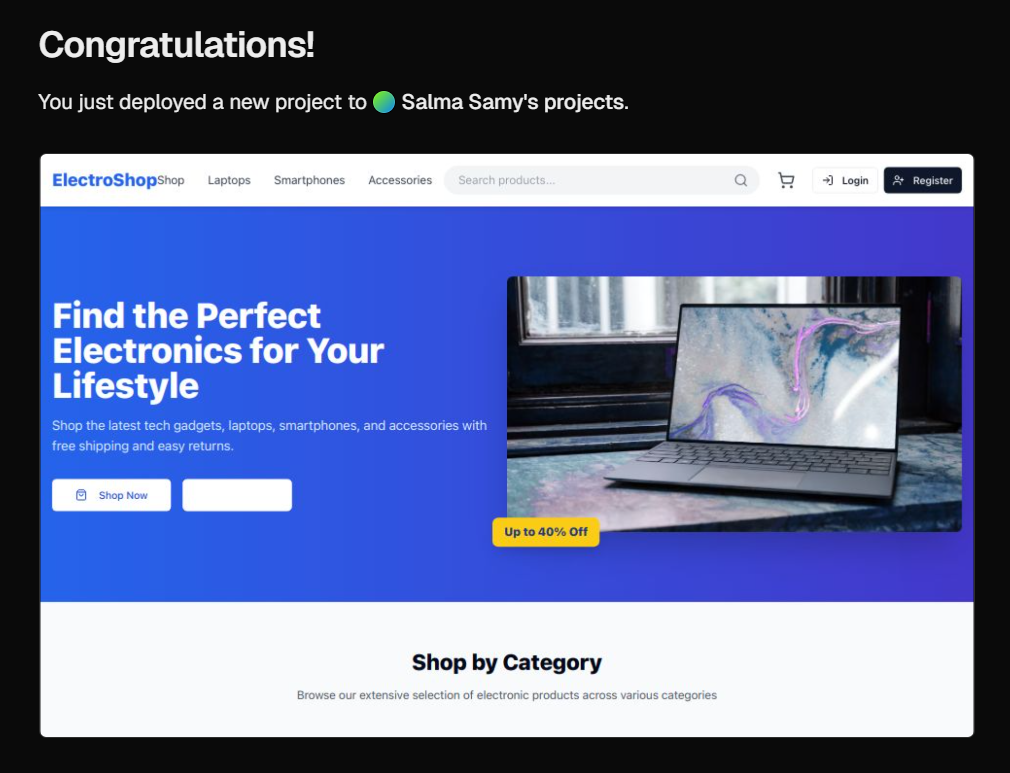 Congratulations!
You just deployed a new project to Salma Samy's projects.
ElectroShop Shop Laptops Smartphones Accessories Search products... Login Register
Find the Perfect
Electronics for Your
Lifestyle
Shop the latest tech gadgets, laptops, smartphones, and accessories with
free shipping and easy returns.
Shop Now
Up to 40% Off
Shop by Category
Browse our extensive selection of electronic products across various categories